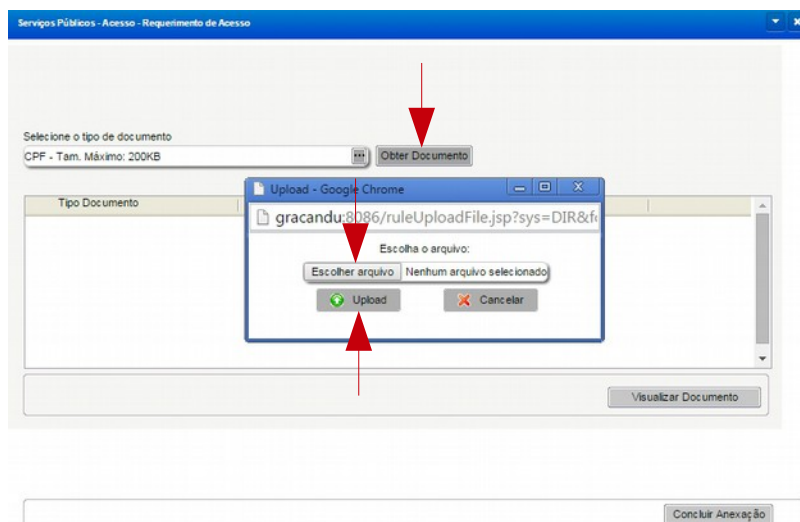 Serviços Públicos - Acesso - Requerimento de Acesso
Selecione o tipo de documento
CPF - Tam. Máximo: 200KB
Obter Documento
Tipo Documento
Upload - Google Chrome
gracandu:8086/ruleUploadFile.jsp?sys=DIR&f
Escolha o arquivo:
Escolher arquivo Nenhum arquivo selecionado
Upload Cancelar
Visualizar Documento
Concluir Anexação